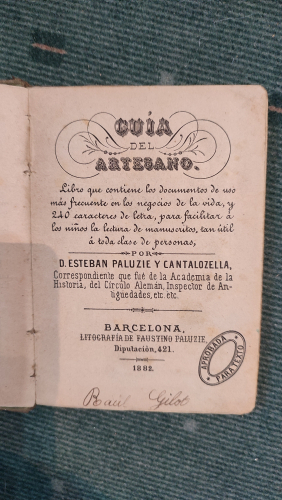 GUÍA
DEL
ARTESANO.
Libro que contiene los documentos de uso
más frecuente en los negocios de la vida, y
240 caracteres de letra, para facilitar á
los niños la lectura de manuscritos, tan útil
á toda clase de personas,
POR
D. ESTEBAN PALUZIE Y CANTALOZELLA,
Correspondiente que fué de la Academia de la
Historia, del Círculo Alemán, Inspector de An-
tigüedades, etc. etc.
BARCELONA,
LITOGRAFÍA DE FAUSTINO PALUZIE,
Diputación, 421.
1882.
APROBADA
PARA TEXTO
Raúl Gilot